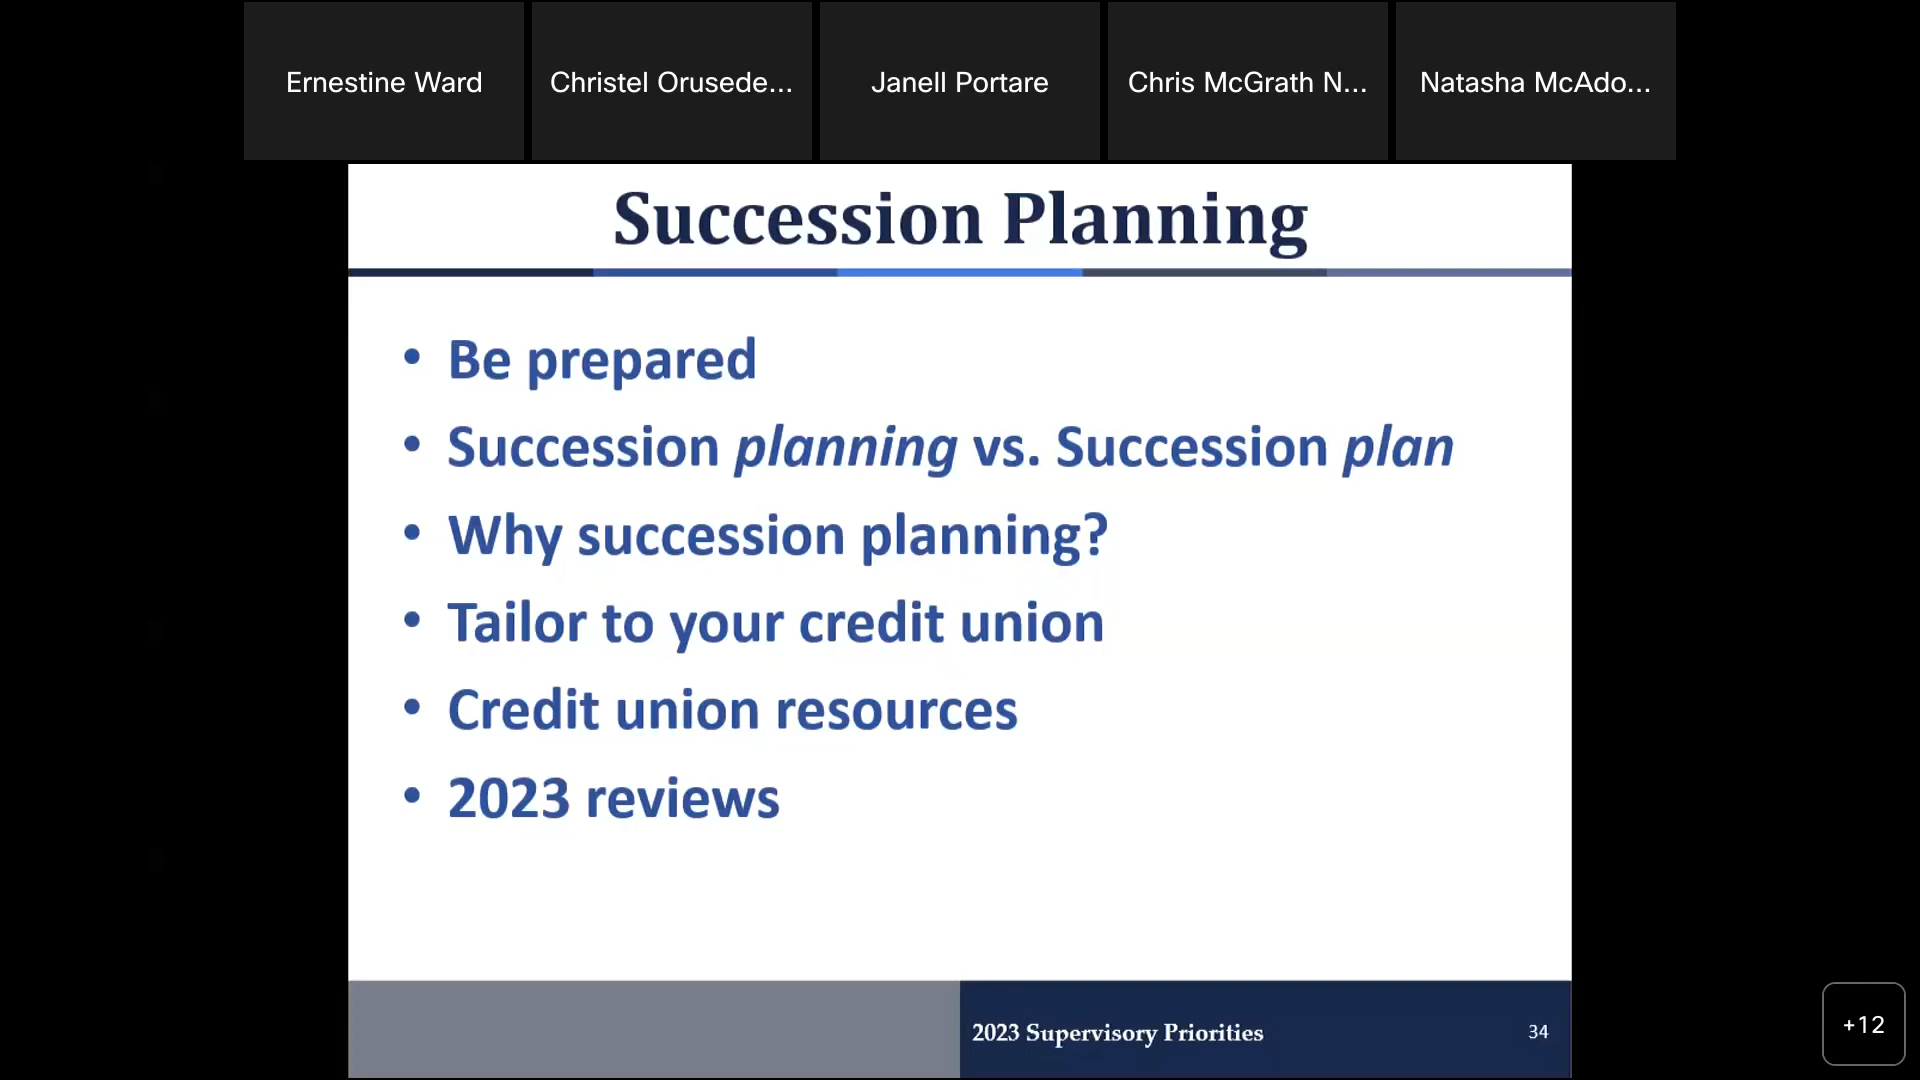 Ernestine Ward
Christel Orusede...
Janell Portare
Chris McGrath N...
Natasha McAdo...
Succession Planning
• Be prepared
• Succession planning vs. Succession plan
• Why succession planning?
• Tailor to your credit union
• Credit union resources
• 2023 reviews
2023 Supervisory Priorities
34
+12